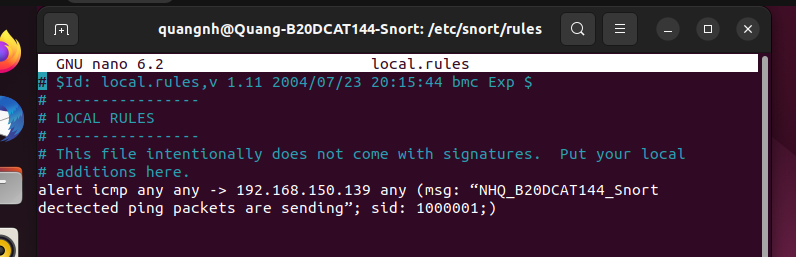 quangnh@Quang-B20DCAT144-Snort: /etc/snort/rules
GNU nano 6.2 local.rules
# $Id: local.rules,v 1.11 2004/07/23 20:15:44 bmc Exp $
# ----------------
# LOCAL RULES
# ----------------
# This file intentionally does not come with signatures.  Put your local
# additions here.
alert icmp any any -> 192.168.150.139 any (msg: “NHQ_B20DCAT144_Snort
dectected ping packets are sending”; sid: 1000001;)